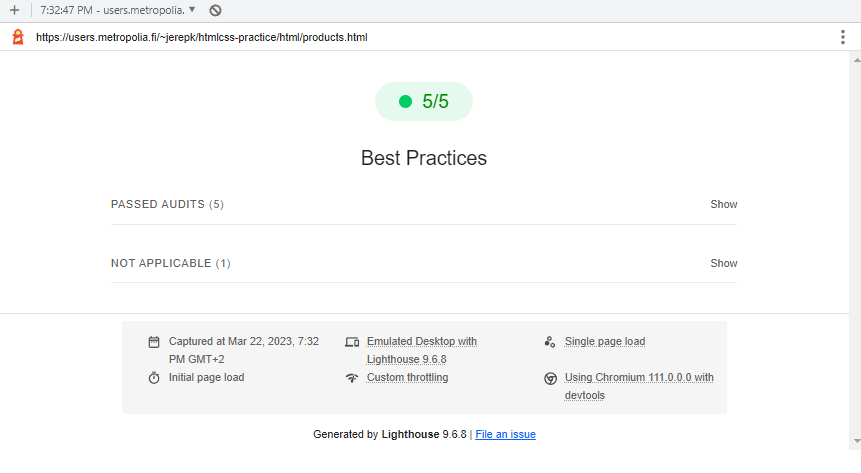 7:32:47 PM - users.metropolia.
https://users.metropolia.fi/~jerepk/htmlcss-practice/html/products.html
5/5
Best Practices
PASSED AUDITS (5) Show
NOT APPLICABLE (1) Show
Captured at Mar 22, 2023, 7:32
PM GMT+2
Emulated Desktop with
Lighthouse 9.6.8
Single page load
Initial page load
Custom throttling
Using Chromium 111.0.0.0 with
devtools
Generated by Lighthouse 9.6.8 | File an issue